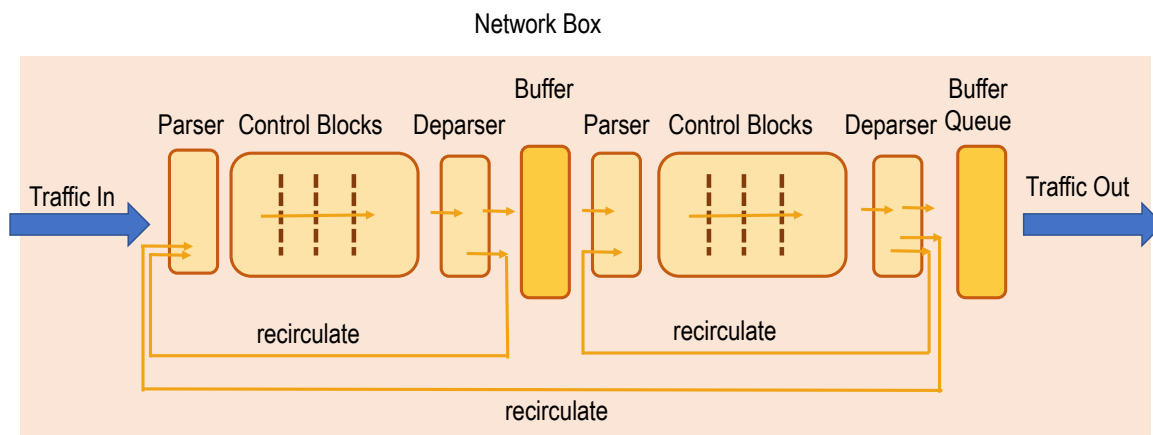 Network Box
Buffer
Buffer
Queue
Parser
Control Blocks
Deparser
Parser
Control Blocks
Deparser
Traffic In
Traffic Out
recirculate
recirculate
recirculate